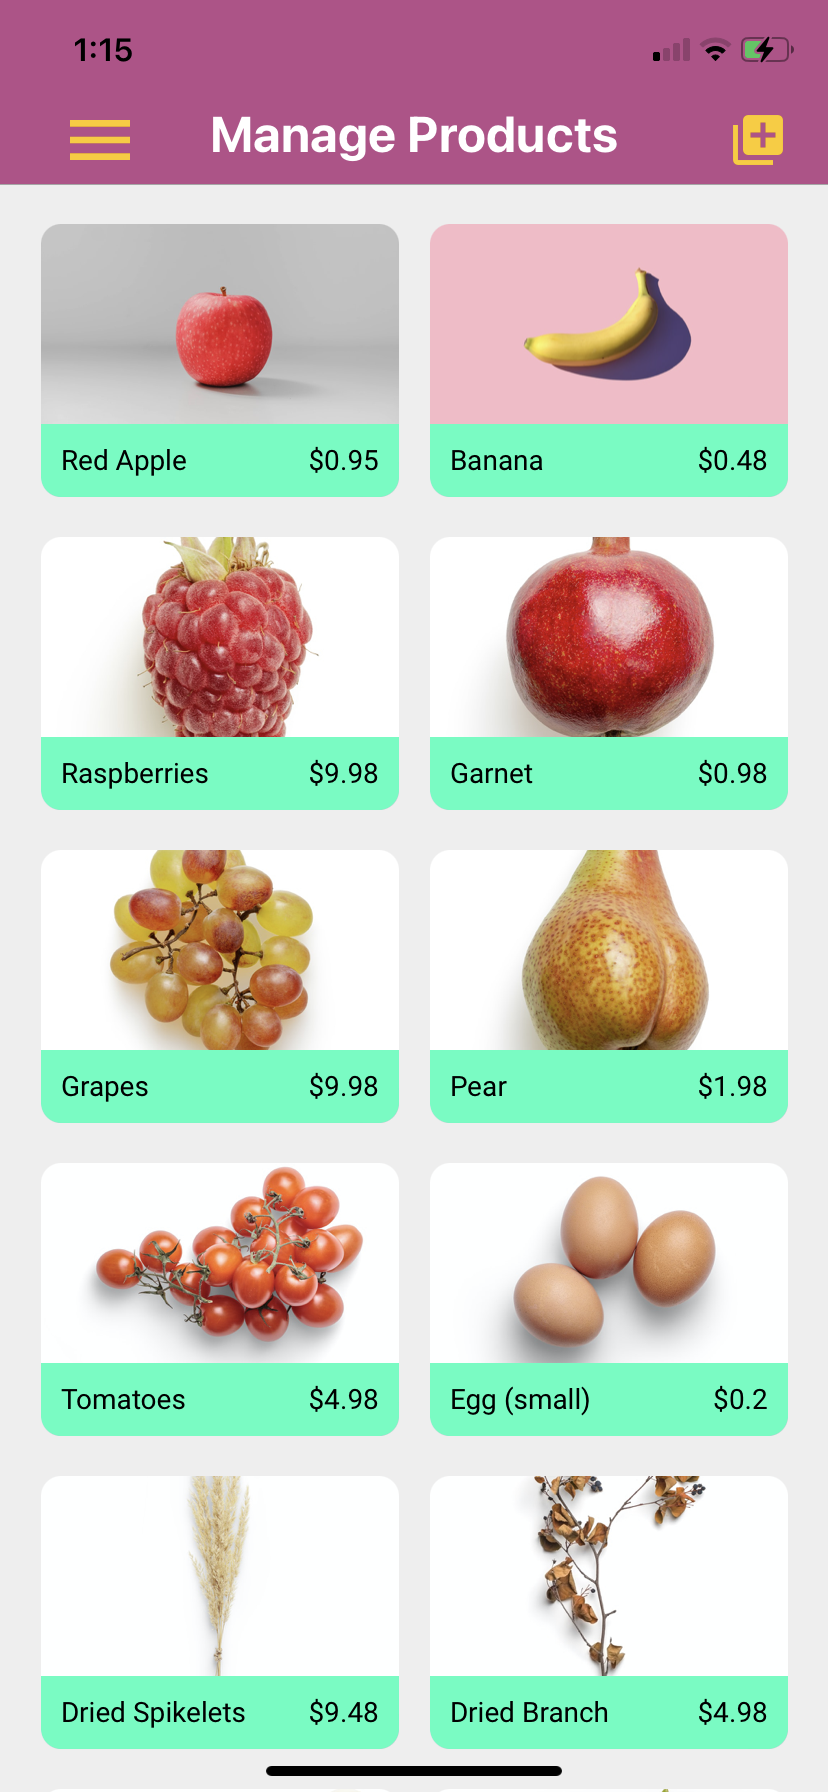 1:15
Manage Products
Red Apple $0.95
Banana $0.48
Raspberries $9.98
Garnet $0.98
Grapes $9.98
Pear $1.98
Tomatoes $4.98
Egg (small) $0.2
Dried Spikelets $9.48
Dried Branch $4.98